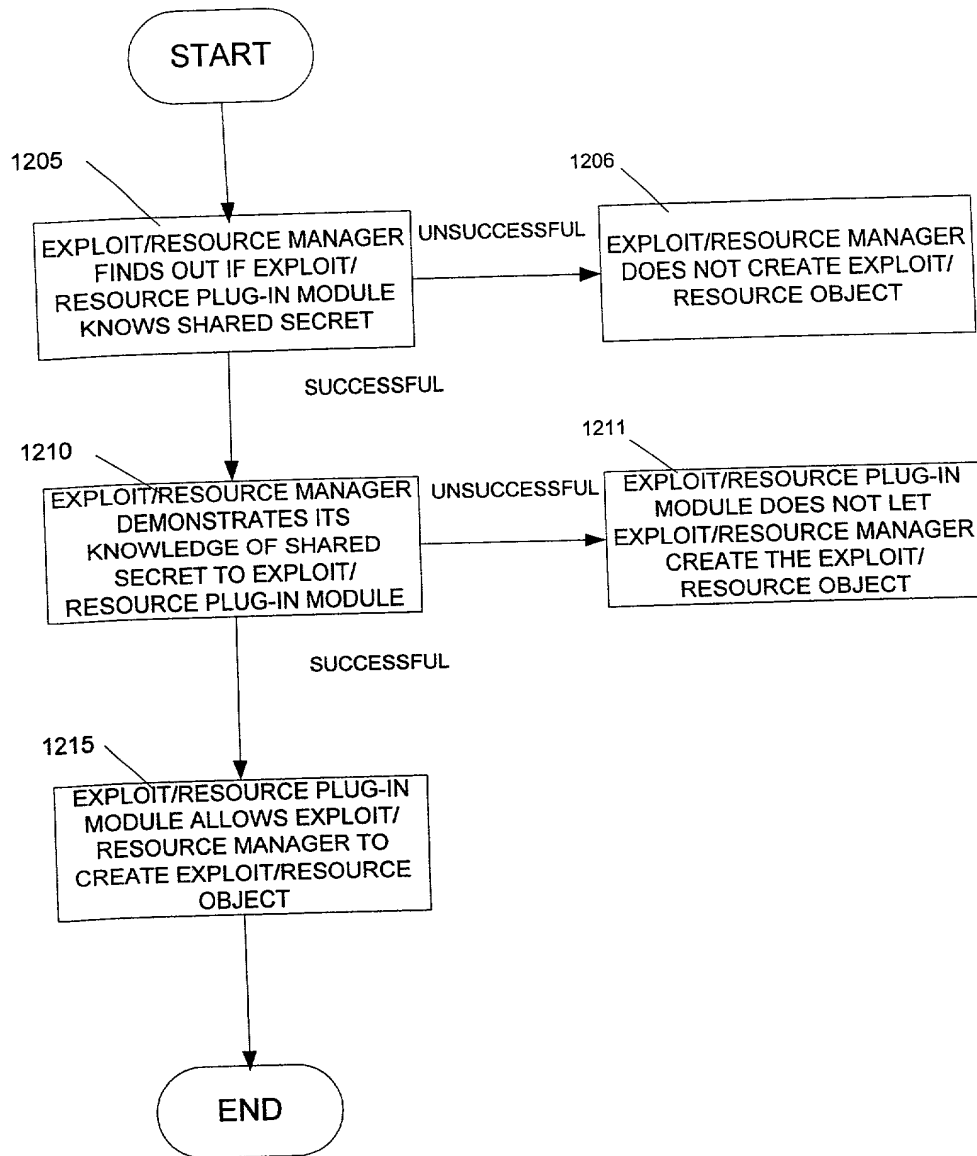 START
1205
EXPLOIT/RESOURCE MANAGER
FINDS OUT IF EXPLOIT/
RESOURCE PLUG-IN MODULE
KNOWS SHARED SECRET
UNSUCCESSFUL
1206
EXPLOIT/RESOURCE MANAGER
DOES NOT CREATE EXPLOIT/
RESOURCE OBJECT
SUCCESSFUL
1210
EXPLOIT/RESOURCE MANAGER
DEMONSTRATES ITS
KNOWLEDGE OF SHARED
SECRET TO EXPLOIT/
RESOURCE PLUG-IN MODULE
UNSUCCESSFUL
1211
EXPLOIT/RESOURCE PLUG-IN
MODULE DOES NOT LET
EXPLOIT/RESOURCE MANAGER
CREATE THE EXPLOIT/
RESOURCE OBJECT
SUCCESSFUL
1215
EXPLOIT/RESOURCE PLUG-IN
MODULE ALLOWS EXPLOIT/
RESOURCE MANAGER TO
CREATE EXPLOIT/RESOURCE
OBJECT
END